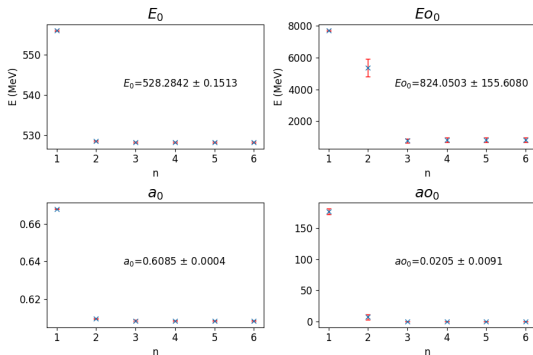 E₀
E (MeV)
550
540
530
E₀=528.2842 ± 0.1513
1 2 3 4 5 6
n
Eo₀
E (MeV)
8000
6000
4000
2000
Eo₀=824.0503 ± 155.6080
1 2 3 4 5 6
n
a₀
0.66
0.64
0.62
a₀=0.6085 ± 0.0004
1 2 3 4 5 6
n
ao₀
150
100
50
0
ao₀=0.0205 ± 0.0091
1 2 3 4 5 6
n